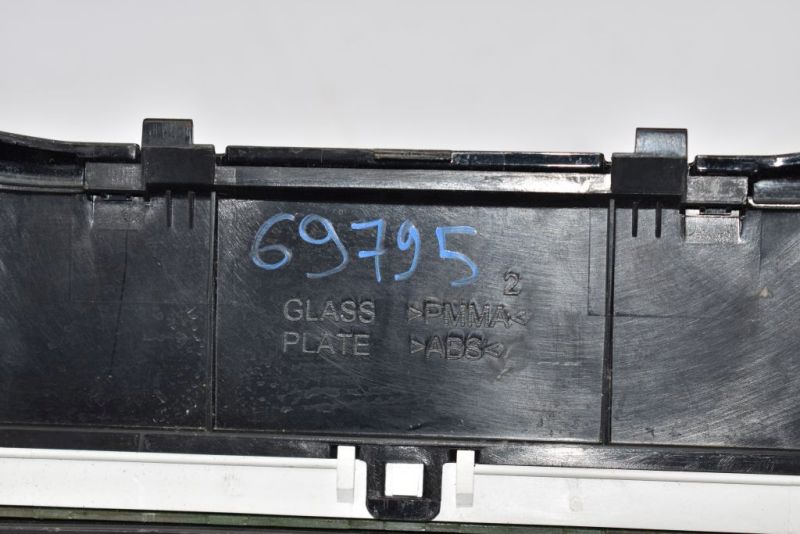 69795
2
GLASS >PMMA<
PLATE >ABS<